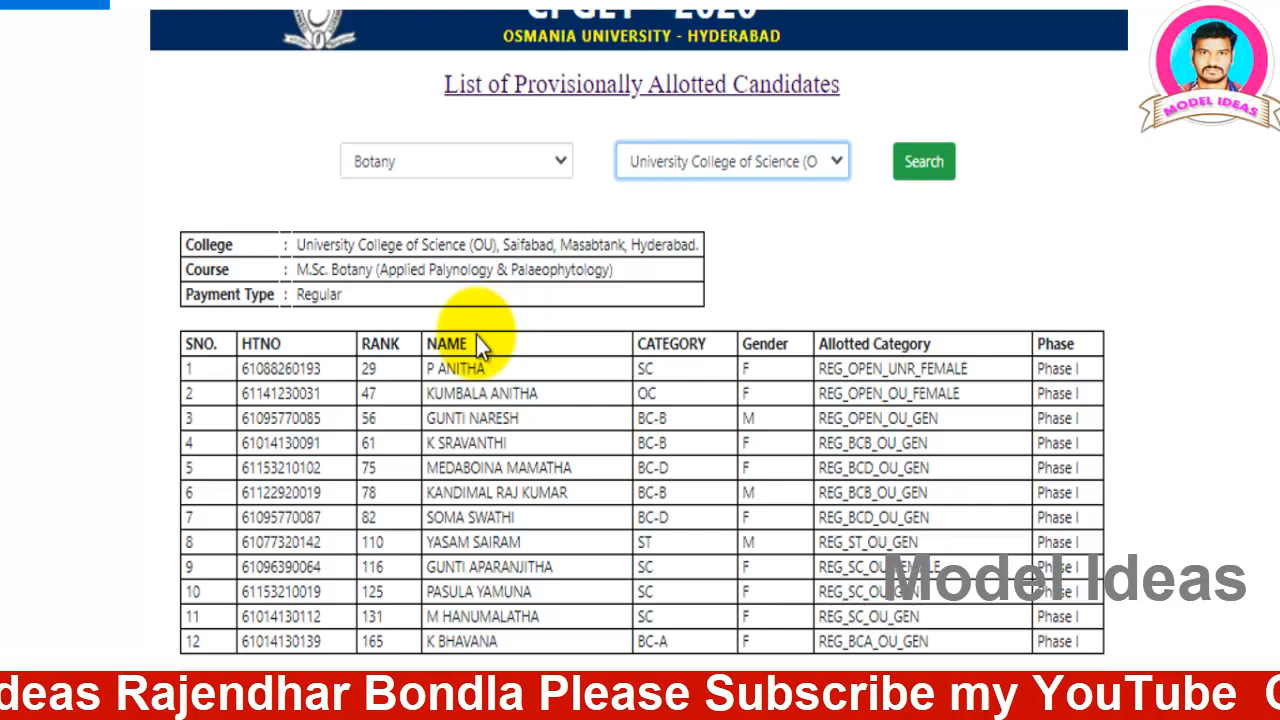 CPGET - 2020
OSMANIA UNIVERSITY - HYDERABAD
MODEL IDEAS
List of Provisionally Allotted Candidates
Botany University College of Science (O Search
College : University College of Science (OU), Saifabad, Masabtank, Hyderabad.
Course : M.Sc. Botany (Applied Palynology & Palaeophytology)
Payment Type : Regular
SNO. HTNO RANK NAME CATEGORY Gender Allotted Category Phase
1 61088260193 29 P ANITHA SC F REG_OPEN_UNR_FEMALE Phase I
2 61141230031 47 KUMBALA ANITHA OC F REG_OPEN_OU_FEMALE Phase I
3 61095770085 56 GUNTI NARESH BC-B M REG_OPEN_OU_GEN Phase I
4 61014130091 61 K SRAVANTHI BC-B F REG_BCB_OU_GEN Phase I
5 61153210102 75 MEDABOINA MAMATHA BC-D F REG_BCD_OU_GEN Phase I
6 61122920019 78 KANDIMAL RAJ KUMAR BC-B M REG_BCB_OU_GEN Phase I
7 61095770087 82 SOMA SWATHI BC-D F REG_BCD_OU_GEN Phase I
8 61077320142 110 YASAM SAIRAM ST M REG_ST_OU_GEN Phase I
9 61096390064 116 GUNTI APARANJITHA SC F REG_SC_OU_FEMALE Phase I
10 61153210019 125 PASULA YAMUNA SC F REG_SC_OU_GEN Phase I
11 61014130112 131 M HANUMALATHA SC F REG_SC_OU_GEN Phase I
12 61014130139 165 K BHAVANA BC-A F REG_BCA_OU_GEN Phase I
Model Ideas
deas Rajendhar Bondla Please Subscribe my YouTube